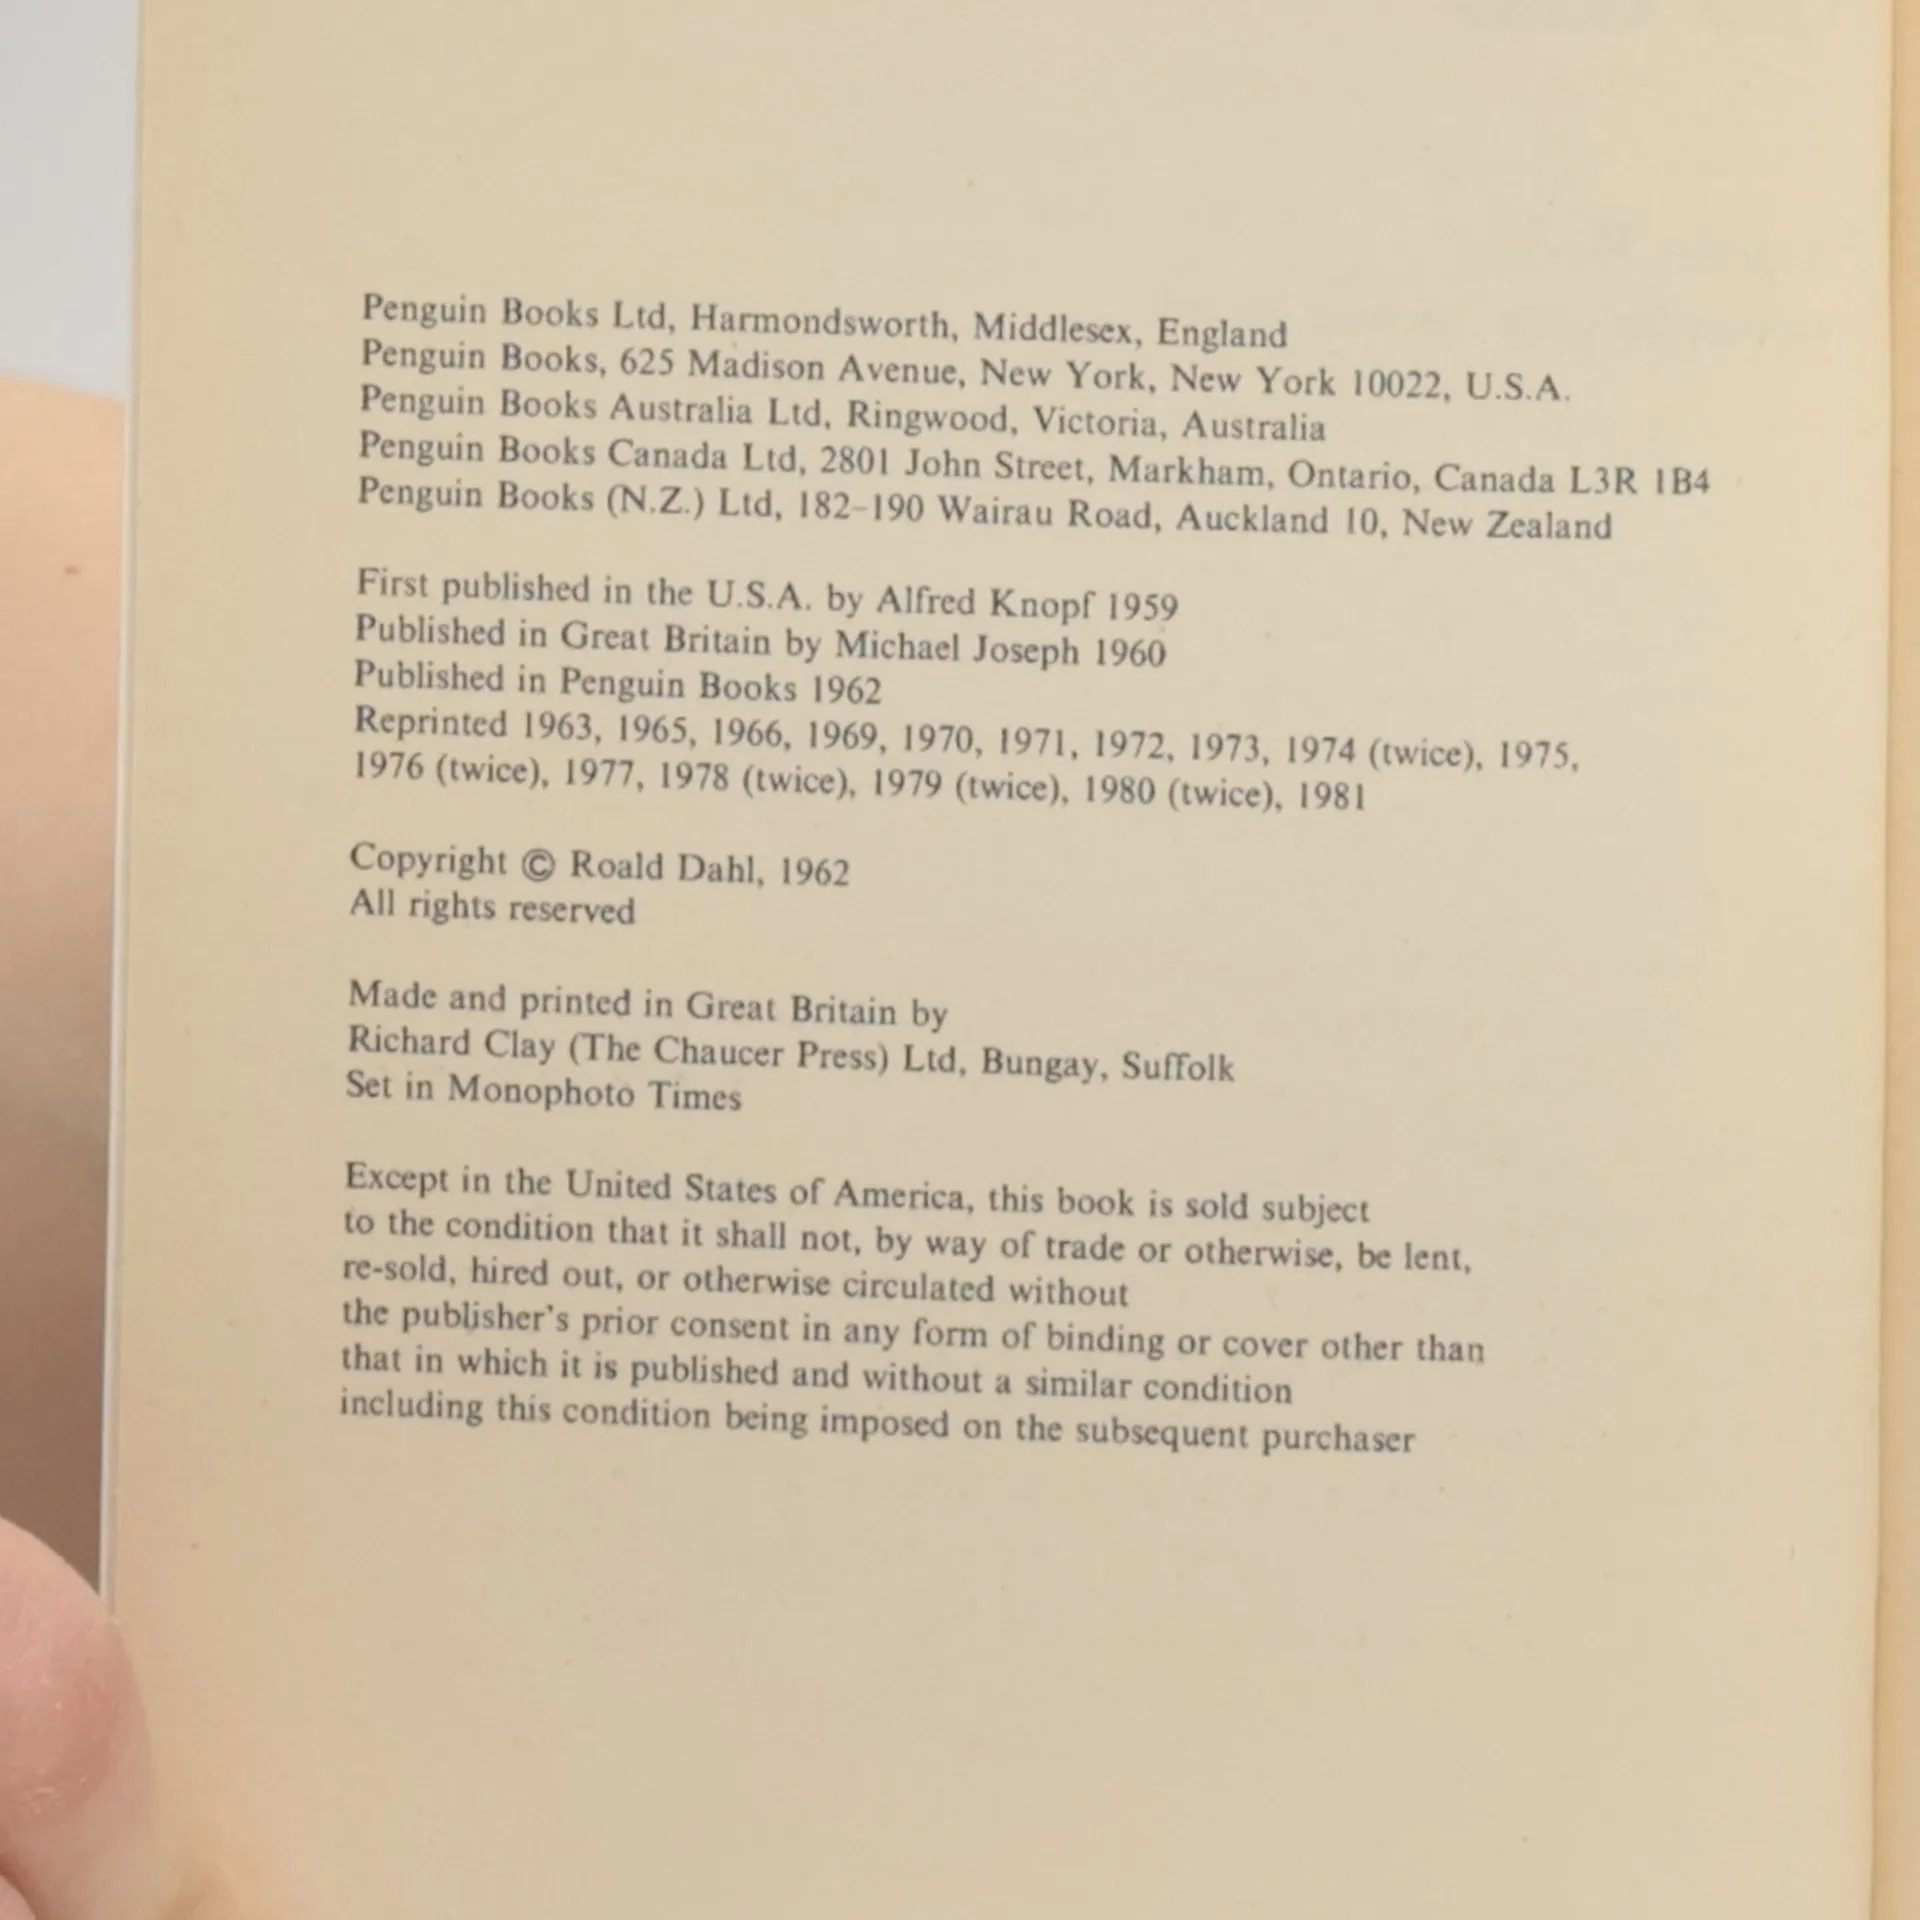 Penguin Books Ltd, Harmondsworth, Middlesex, England
Penguin Books, 625 Madison Avenue, New York, New York 10022, U.S.A.
Penguin Books Australia Ltd, Ringwood, Victoria, Australia
Penguin Books Canada Ltd, 2801 John Street, Markham, Ontario, Canada L3R 1B4
Penguin Books (N.Z.) Ltd, 182–190 Wairau Road, Auckland 10, New Zealand
First published in the U.S.A. by Alfred Knopf 1959
Published in Great Britain by Michael Joseph 1960
Published in Penguin Books 1962
Reprinted 1963, 1965, 1966, 1969, 1970, 1971, 1972, 1973, 1974 (twice), 1975,
1976 (twice), 1977, 1978 (twice), 1979 (twice), 1980 (twice), 1981
Copyright © Roald Dahl, 1962
All rights reserved
Made and printed in Great Britain by
Richard Clay (The Chaucer Press) Ltd, Bungay, Suffolk
Set in Monophoto Times
Except in the United States of America, this book is sold subject
to the condition that it shall not, by way of trade or otherwise, be lent,
re-sold, hired out, or otherwise circulated without
the publisher's prior consent in any form of binding or cover other than
that in which it is published and without a similar condition
including this condition being imposed on the subsequent purchaser